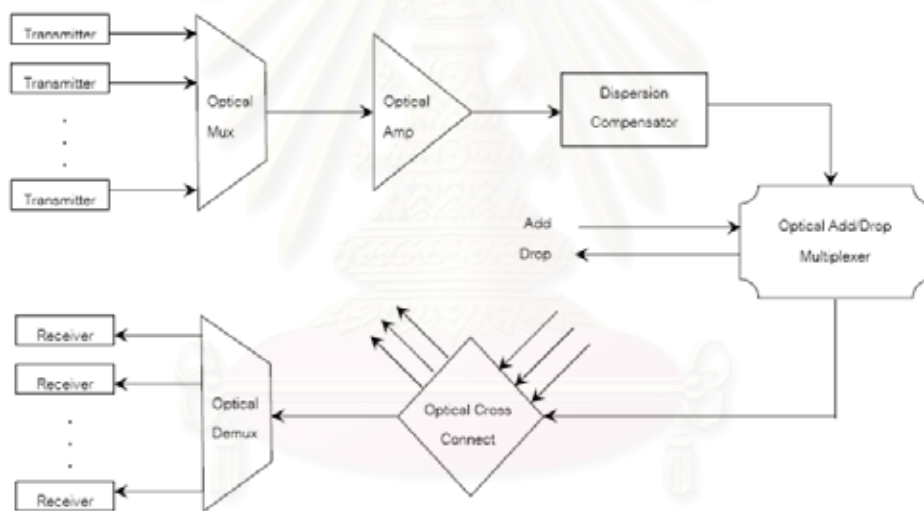 Transmitter
Transmitter
Transmitter
Optical
Mux
Optical
Amp
Dispersion
Compensator
Add
Drop
Optical Add/Drop
Multiplexer
Receiver
Receiver
Receiver
Optical
Demux
Optical Cross
Connect